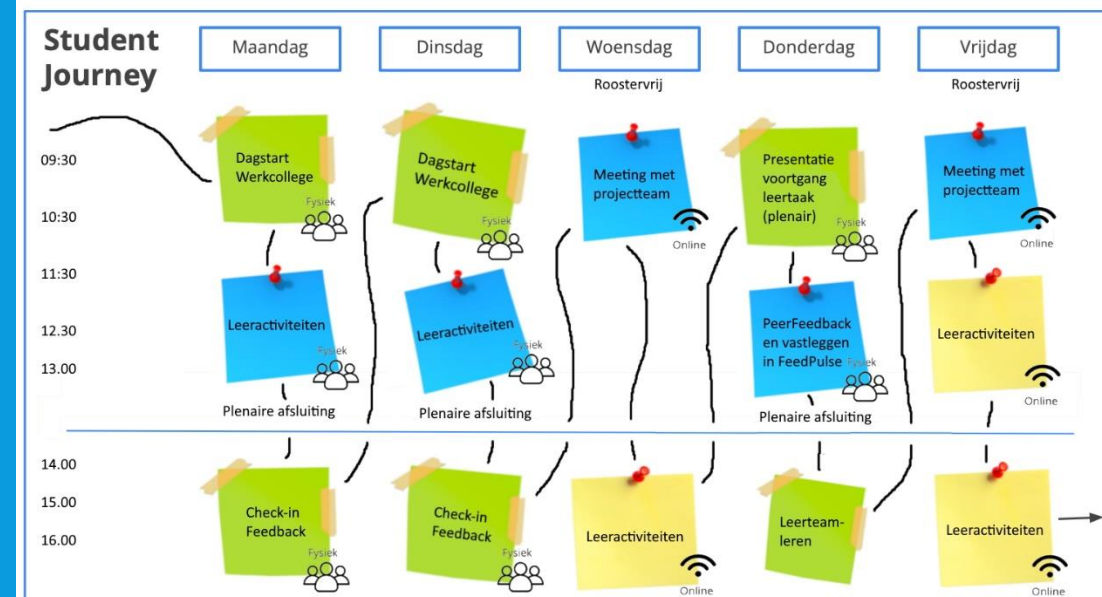 Student
Journey
Maandag
Dinsdag
Woensdag
Donderdag
Vrijdag
Roostervrij
Roostervrij
09:30
10:30
11:30
12.30
13.00
14.00
15.00
16.00
Dagstart
Werkcollege
Fysiek
Dagstart
Werkcollege
Fysiek
Meeting met
projectteam
Online
Presentatie
voortgang
leertaak
(plenair)
Fysiek
Meeting met
projectteam
Online
Leeractiviteiten
Fysiek
Leeractiviteiten
Fysiek
PeerFeedback
en vastleggen
in FeedPulse
Fysiek
Leeractiviteiten
Online
Plenaire afsluiting
Plenaire afsluiting
Plenaire afsluiting
Check-in
Feedback
Fysiek
Check-in
Feedback
Fysiek
Leeractiviteiten
Online
Leerteam-
leren
Leeractiviteiten
Online